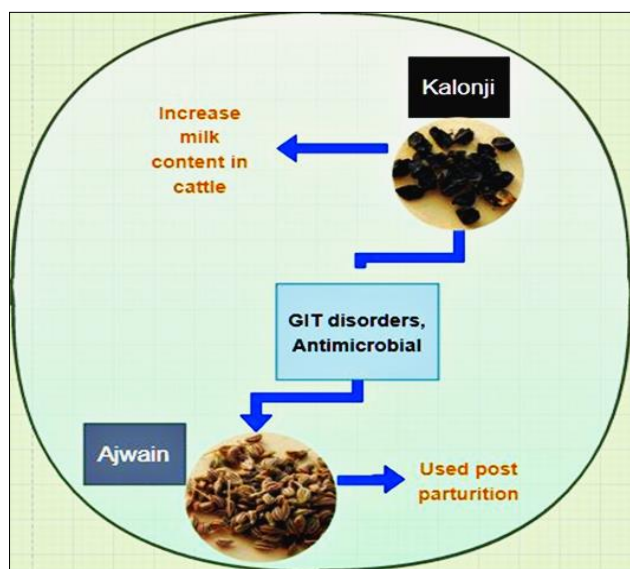 Kalonji
Increase
milk
content in
cattle
GIT disorders,
Antimicrobial
Ajwain
Used post
parturition